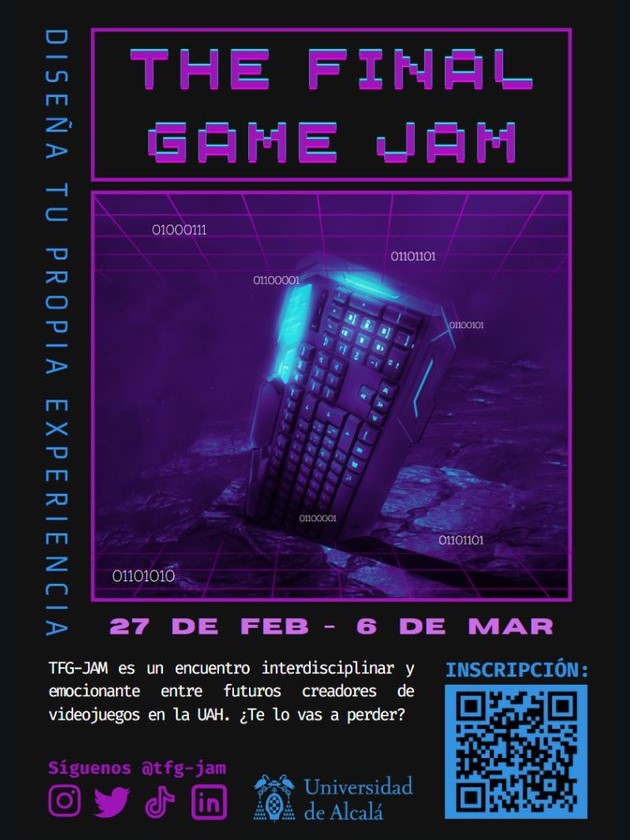 THE FINAL
GAME JAM
DISEÑA TU PROPIA EXPERIENCIA
01000111
01101101
01100001
01100101
01100001
01101101
01101010
27 DE FEB - 6 DE MAR
TFG-JAM es un encuentro interdisciplinar y
emocionante entre futuros creadores de
videojuegos en la UAH. ¿Te lo vas a perder?
INSCRIPCIÓN:
Síguenos @tfg-jam
in
Universidad
de Alcalá